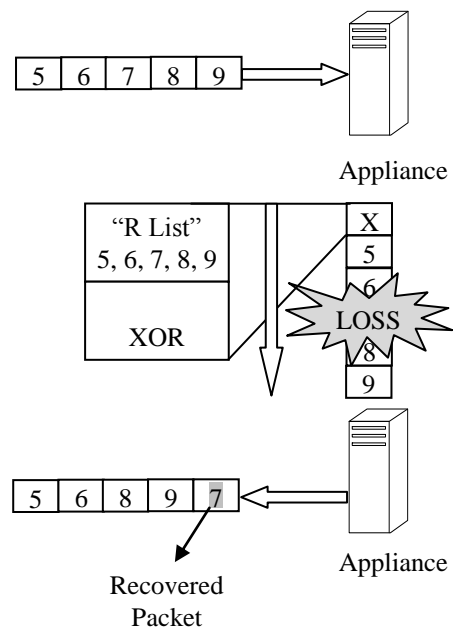 5 6 7 8 9
Appliance
“R List”
5, 6, 7, 8, 9
XOR
X
5
6
LOSS
8
9
5 6 8 9 7
Appliance
Recovered
Packet